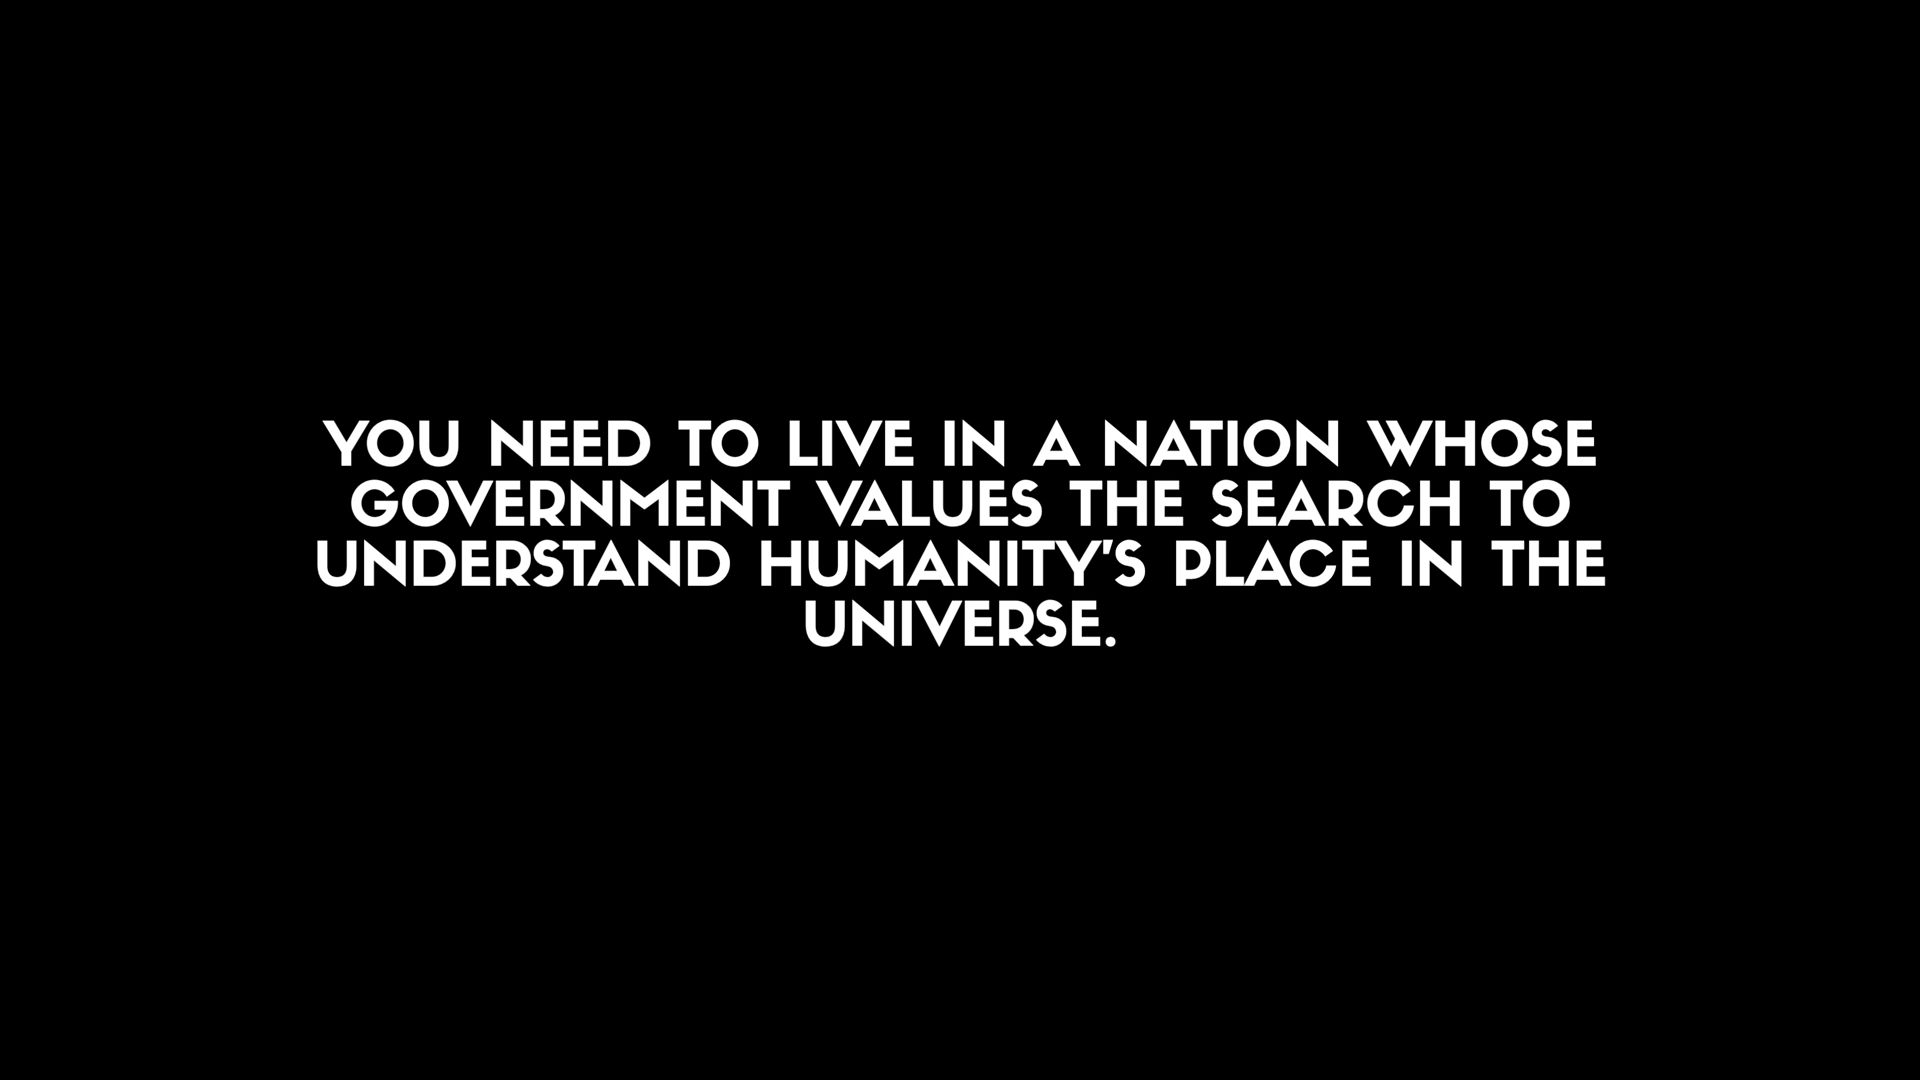 YOU NEED TO LIVE IN A NATION WHOSE
GOVERNMENT VALUES THE SEARCH TO
UNDERSTAND HUMANITY'S PLACE IN THE
UNIVERSE.